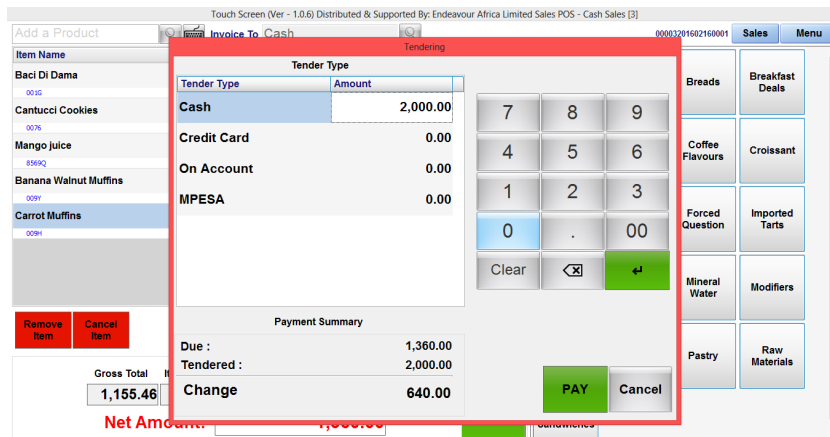 Touch Screen (Ver - 1.0.6) Distributed & Supported By: Endeavour Africa Limited Sales POS - Cash Sales [3]
Add a Product Invoice To Cash 00003201602160001 Sales Menu
Tendering
Item Name
Baci Di Dama
001G
Cantucci Cookies
0076
Mango juice
8569Q
Banana Walnut Muffins
009Y
Carrot Muffins
009H
Remove Item
Cancel Item
Gross Total
1,155.46
Net Amount:
Tender Type
Tender Type Amount
Cash 2,000.00
Credit Card 0.00
On Account 0.00
MPESA 0.00
Payment Summary
Due : 1,360.00
Tendered : 2,000.00
Change 640.00
7 8 9
4 5 6
1 2 3
0 . 00
Clear
PAY Cancel
Breads
Breakfast Deals
Coffee Flavours
Croissant
Forced Question
Imported Tarts
Mineral Water
Modifiers
Pastry
Raw Materials